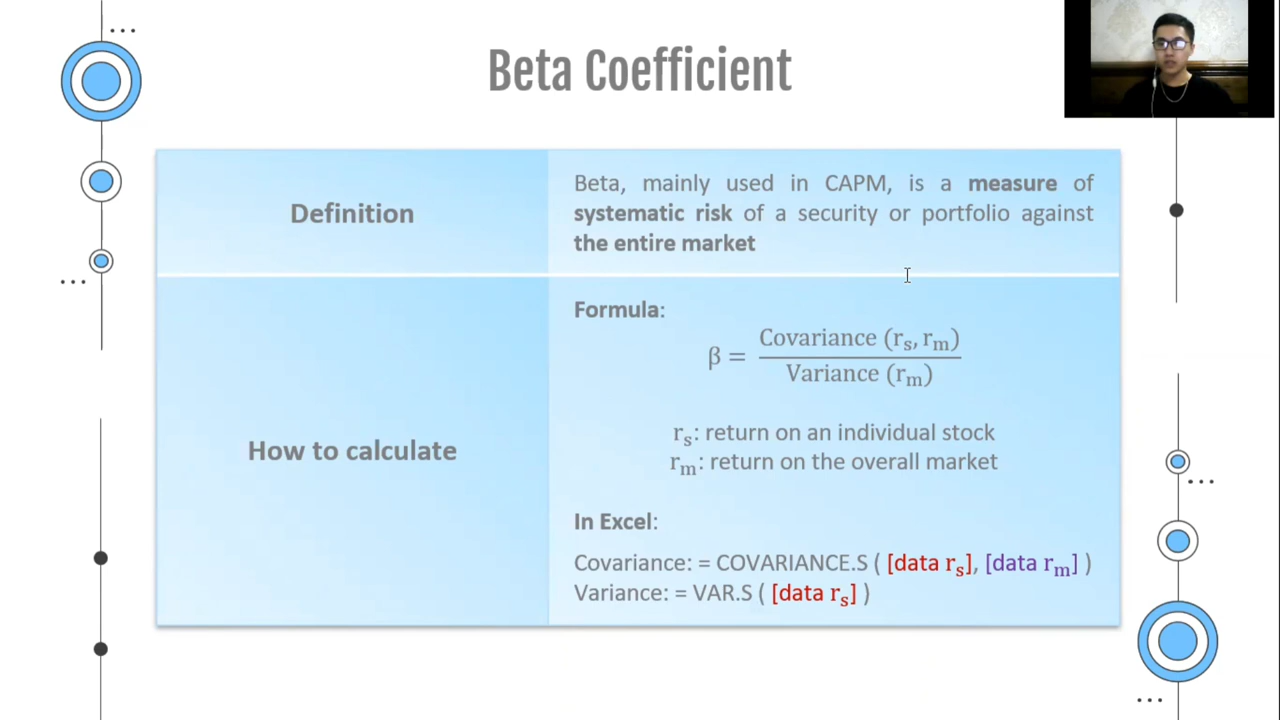 Beta Coefficient
Definition
Beta, mainly used in CAPM, is a measure of
systematic risk of a security or portfolio against
the entire market
How to calculate
Formula:
β = Covariance (rₛ, rₘ)
Variance (rₘ)
rₛ: return on an individual stock
rₘ: return on the overall market
In Excel:
Covariance: = COVARIANCE.S ( [data rₛ], [data rₘ] )
Variance: = VAR.S ( [data rₛ] )